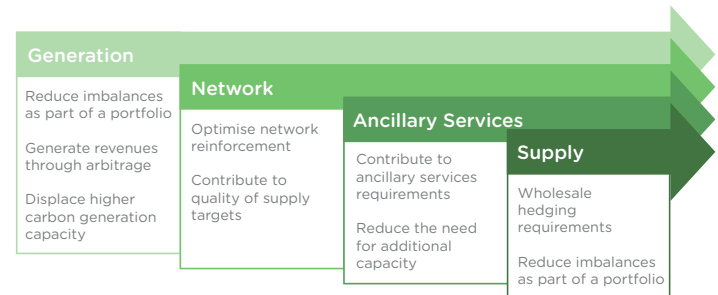 Generation
Reduce imbalances
as part of a portfolio
Generate revenues
through arbitrage
Displace higher
carbon generation
capacity
Network
Optimise network
reinforcement
Contribute to
quality of supply
targets
Ancillary Services
Contribute to
ancillary services
requirements
Reduce the need
for additional
capacity
Supply
Wholesale
hedging
requirements
Reduce imbalances
as part of a portfolio